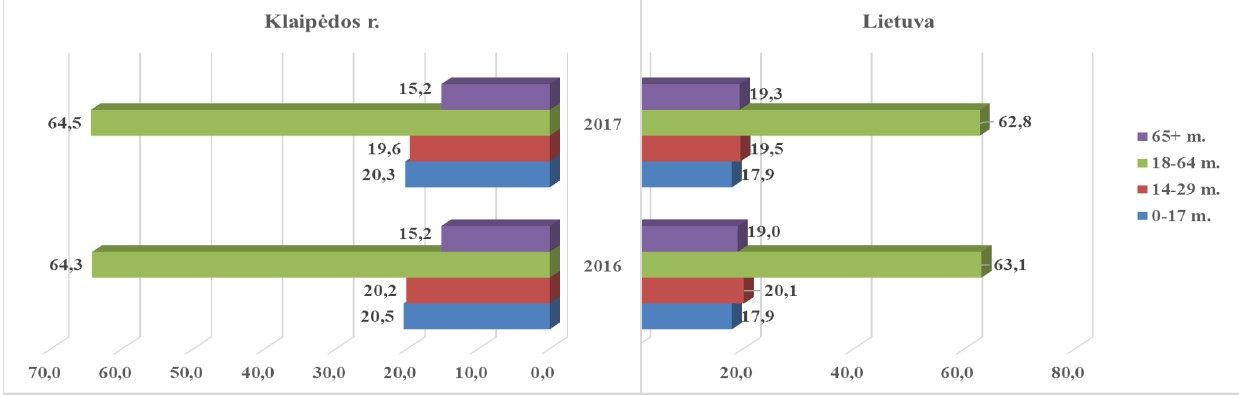 Klaipėdos r.
Lietuva
15,2
64,5
19,6
20,3
2017
19,3
62,8
19,5
17,9
15,2
64,3
20,2
20,5
2016
19,0
63,1
20,1
17,9
65+ m.
18-64 m.
14-29 m.
0-17 m.
70,0 60,0 50,0 40,0 30,0 20,0 10,0 0,0
20,0 40,0 60,0 80,0